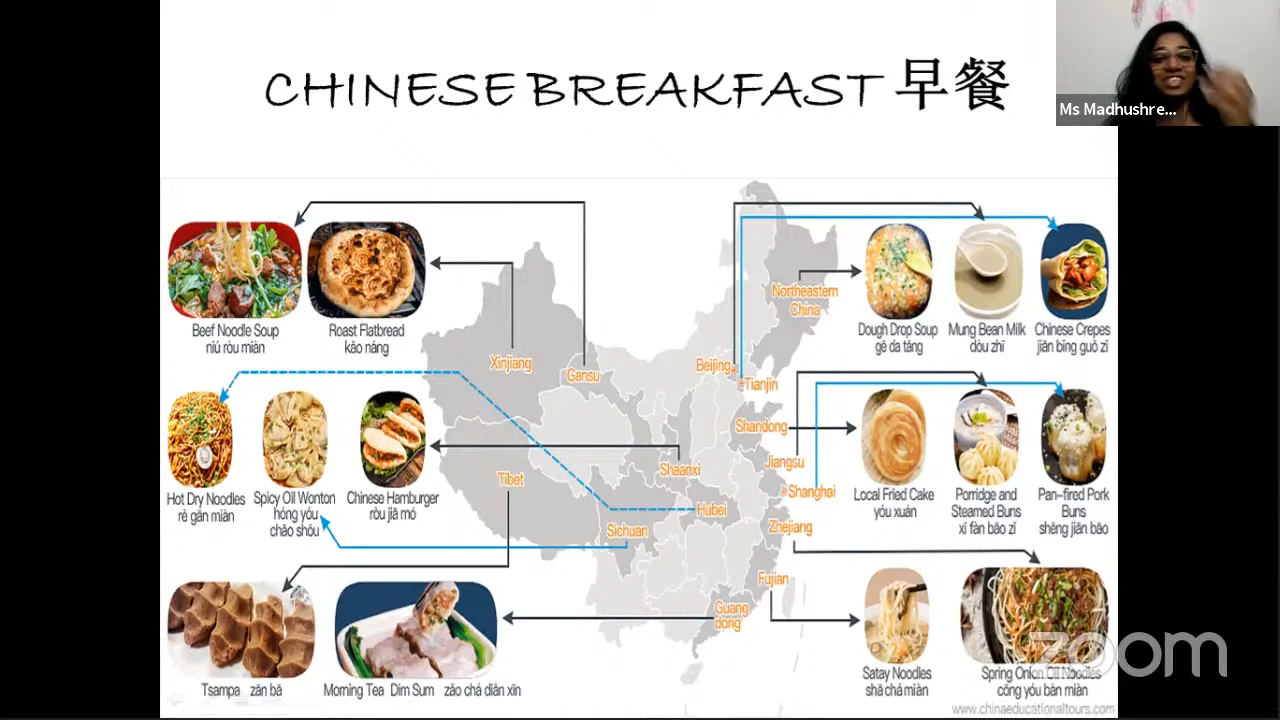 CHINESE BREAKFAST 早餐
Ms Madhushre...
Beef Noodle Soup
niú ròu miàn
Roast Flatbread
kǎo náng
Xinjiang
Gansu
Beijing
Tianjin
Northeastern
China
Dough Drop Soup
gē da tāng
Mung Bean Milk
dòu zhī
Chinese Crepes
jiān bǐng guǒ zǐ
Hot Dry Noodles
rè gān miàn
Spicy Oil Wonton
hóng yóu
chāo shǒu
Chinese Hamburger
ròu jiā mó
Tibet
Shaanxi
Sichuan
Hubei
Shandong
Jiangsu
Shanghai
Zhejiang
Local Fried Cake
yóu xuán
Porridge and
Steamed Buns
xī fàn bāo zǐ
Pan-fired Pork
Buns
shēng jiān bāo
Fujian
Guang
dong
Tsampa zān bā
Morning Tea Dim Sum zǎo chá diǎn xīn
Satay Noodles
shā chá miàn
Spring Onion Oil Noodles
cōng yóu bàn miàn
zoom
www.chinaeducationaltours.com